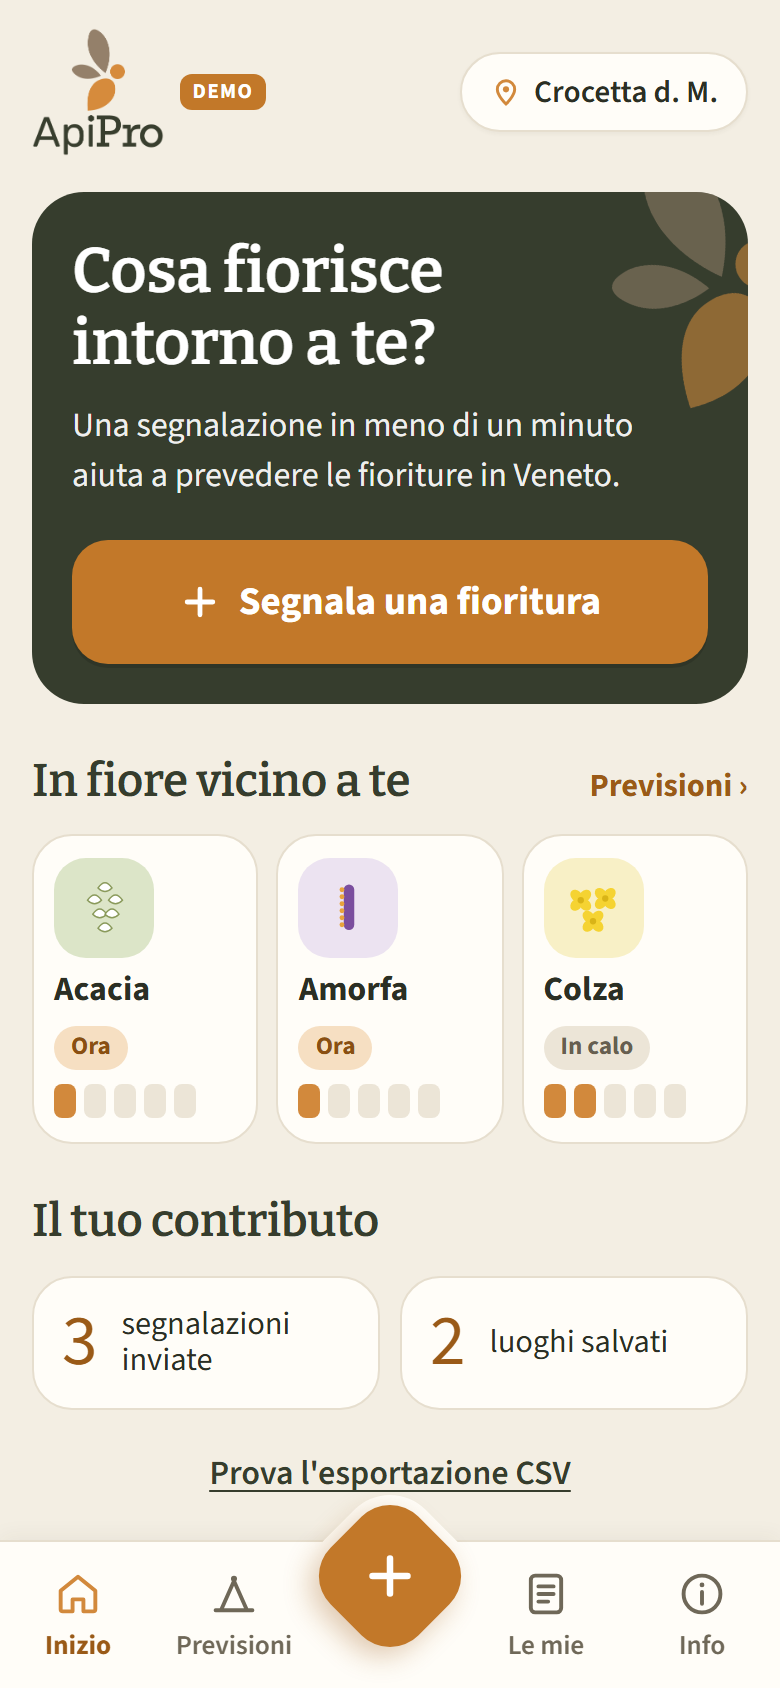 ApiPro
DEMO
Crocetta d. M.
Cosa fiorisce
intorno a te?
Una segnalazione in meno di un minuto
aiuta a prevedere le fioriture in Veneto.
+ Segnala una fioritura
In fiore vicino a te
Previsioni ›
Acacia
Ora
Amorfa
Ora
Colza
In calo
Il tuo contributo
3
segnalazioni
inviate
2
luoghi salvati
Prova l'esportazione CSV
Inizio
Previsioni
+
Le mie
Info